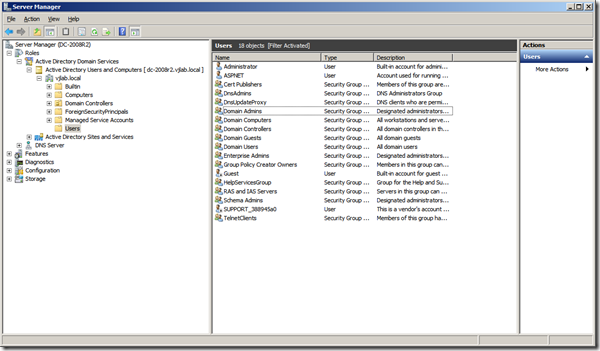 Server Manager
File Action View Help
Server Manager (DC-2008R2)
Roles
Active Directory Domain Services
Active Directory Users and Computers [ dc-2008r2.vjlab.local ]
vjlab.local
Builtin
Computers
Domain Controllers
ForeignSecurityPrincipals
Managed Service Accounts
Users
Active Directory Sites and Services
DNS Server
Features
Diagnostics
Configuration
Storage
Users 18 objects [Filter Activated]
Name Type Description
Administrator User Built-in account for admini...
ASPNET User Account used for running ...
Cert Publishers Security Group ... Members of this group are...
DnsAdmins Security Group ... DNS Administrators Group
DnsUpdateProxy Security Group ... DNS clients who are permi...
Domain Admins Security Group ... Designated administrators...
Domain Computers Security Group ... All workstations and serve...
Domain Controllers Security Group ... All domain controllers in th...
Domain Guests Security Group ... All domain guests
Domain Users Security Group ... All domain users
Enterprise Admins Security Group ... Designated administrators...
Group Policy Creator Owners Security Group ... Members in this group can...
Guest User Built-in account for guest ...
HelpServicesGroup Security Group ... Group for the Help and Su...
RAS and IAS Servers Security Group ... Servers in this group can ...
Schema Admins Security Group ... Designated administrators...
SUPPORT_388945a0 User This is a vendor's account ...
TelnetClients Security Group ... Members of this group ha...
Actions
Users
More Actions